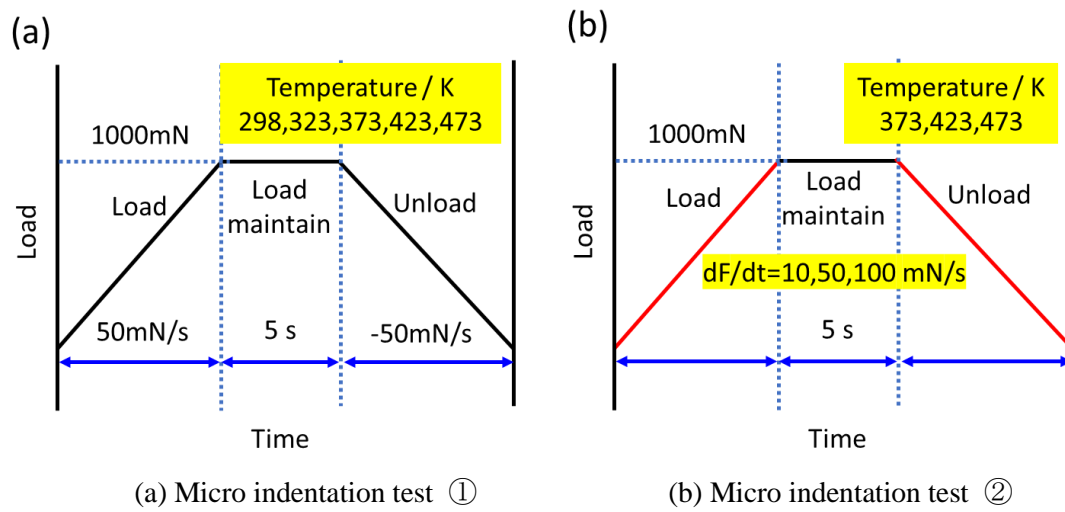 (a)
Temperature / K
298,323,373,423,473
1000mN
Load
Load
maintain
Unload
Load
50mN/s
5 s
-50mN/s
Time
(a) Micro indentation test ①
(b)
Temperature / K
373,423,473
1000mN
Load
Load
maintain
Unload
Load
dF/dt=10,50,100 mN/s
5 s
Time
(b) Micro indentation test ②